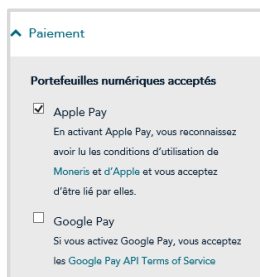 Paiement
Portefeuilles numériques acceptés
Apple Pay
En activant Apple Pay, vous reconnaissez
avoir lu les conditions d'utilisation de
Moneris et d'Apple et vous acceptez
d'être lié par elles.
Google Pay
Si vous activez Google Pay, vous acceptez
les Google Pay API Terms of Service